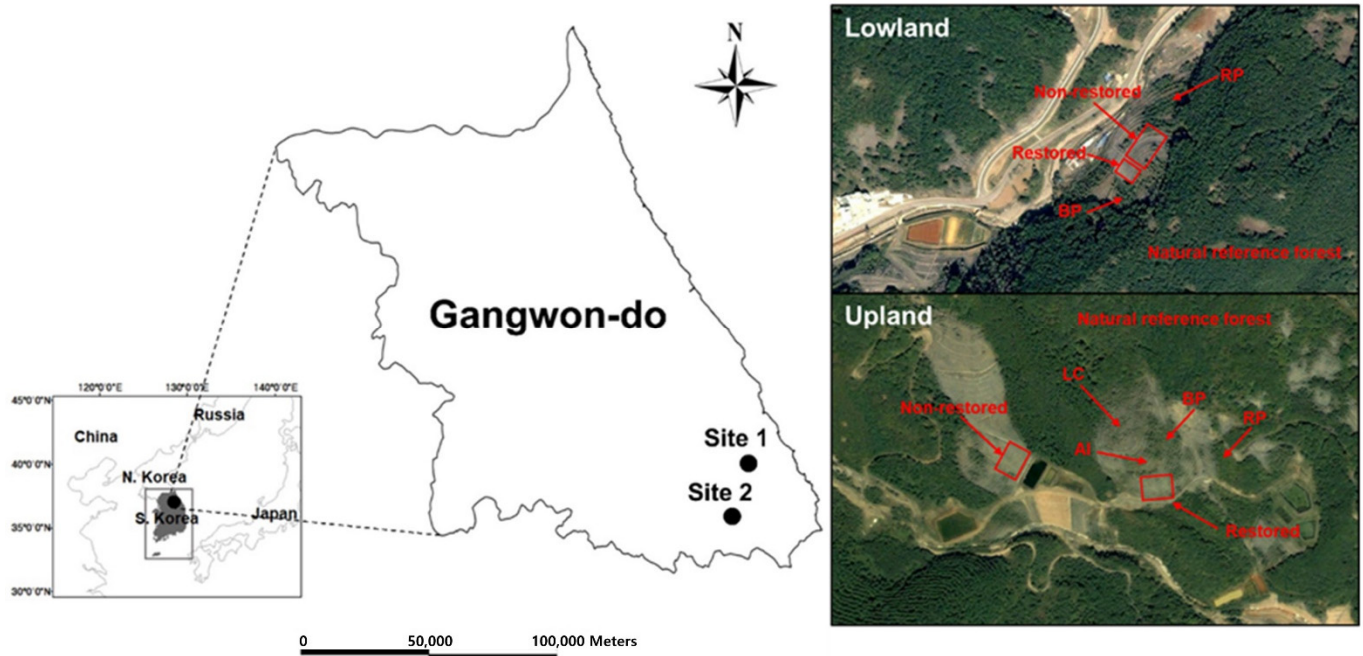 N
Gangwon-do
Site 1
Site 2
120°0'0"E 130°0'0"E 140°0'0"E
45°0'0"N
40°0'0"N
35°0'0"N
30°0'0"N
Russia
China
N. Korea
S. Korea
Japan
0 50,000 100,000 Meters
Lowland
RP
Non-restored
Restored
BP
Natural reference forest
Upland
Natural reference forest
LC
BP
Non-restored
RP
AI
Restored